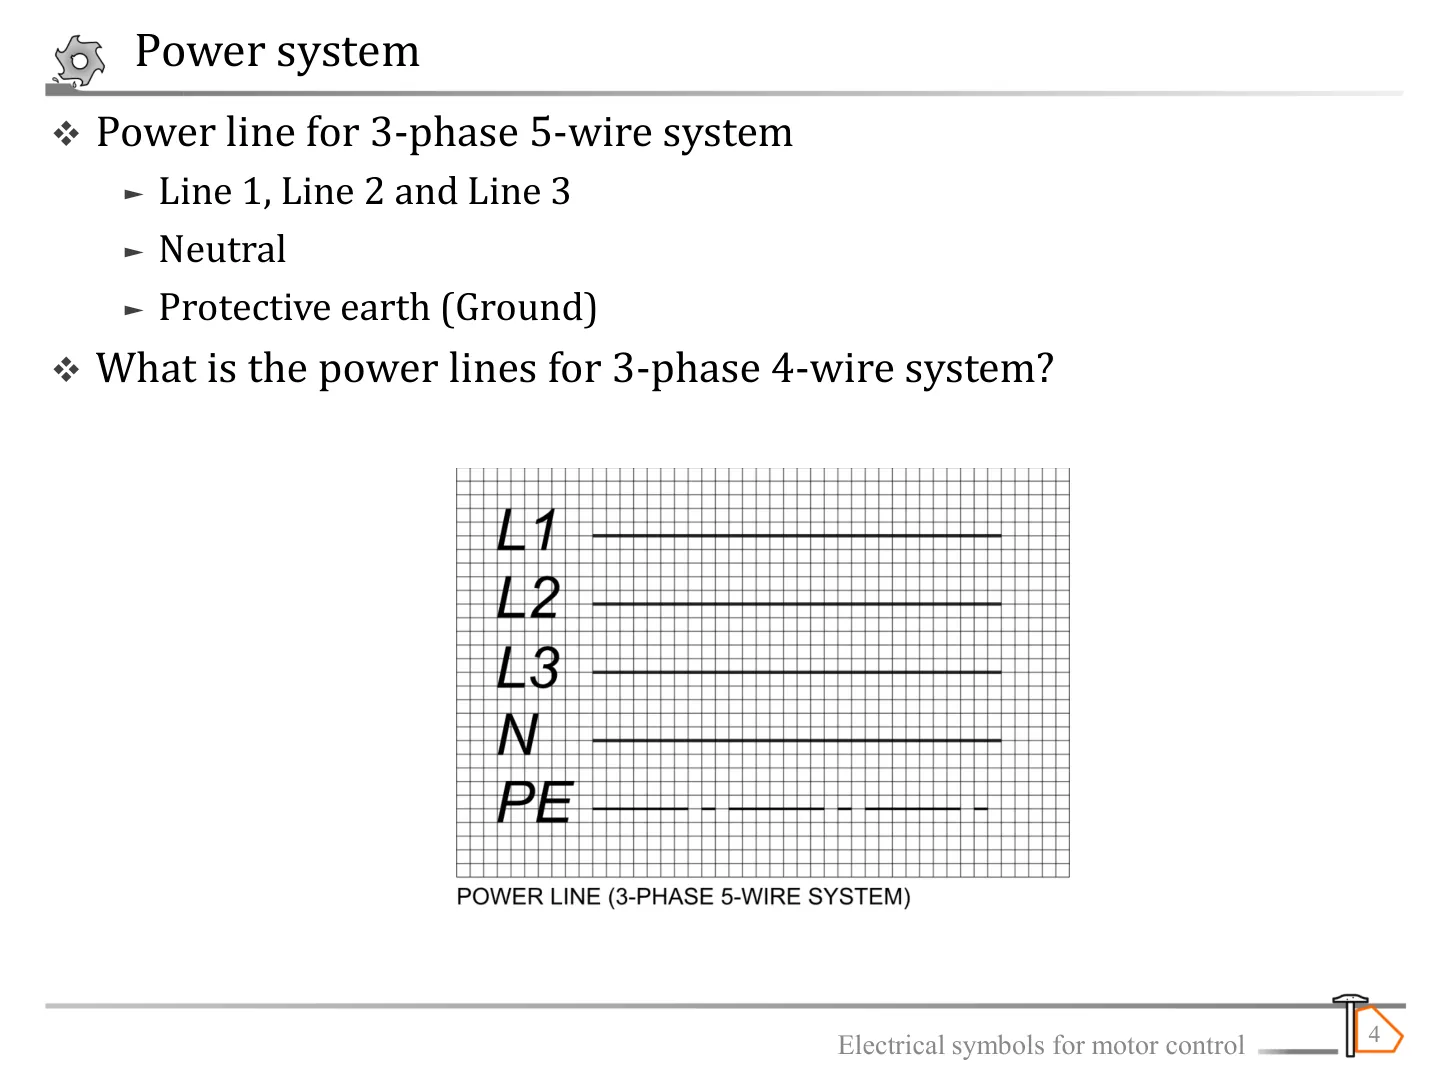 Power system
Power line for 3-phase 5-wire system
Line 1, Line 2 and Line 3
Neutral
Protective earth (Ground)
What is the power lines for 3-phase 4-wire system?
L1
L2
L3
N
PE
POWER LINE (3-PHASE 5-WIRE SYSTEM)
Electrical symbols for motor control
4